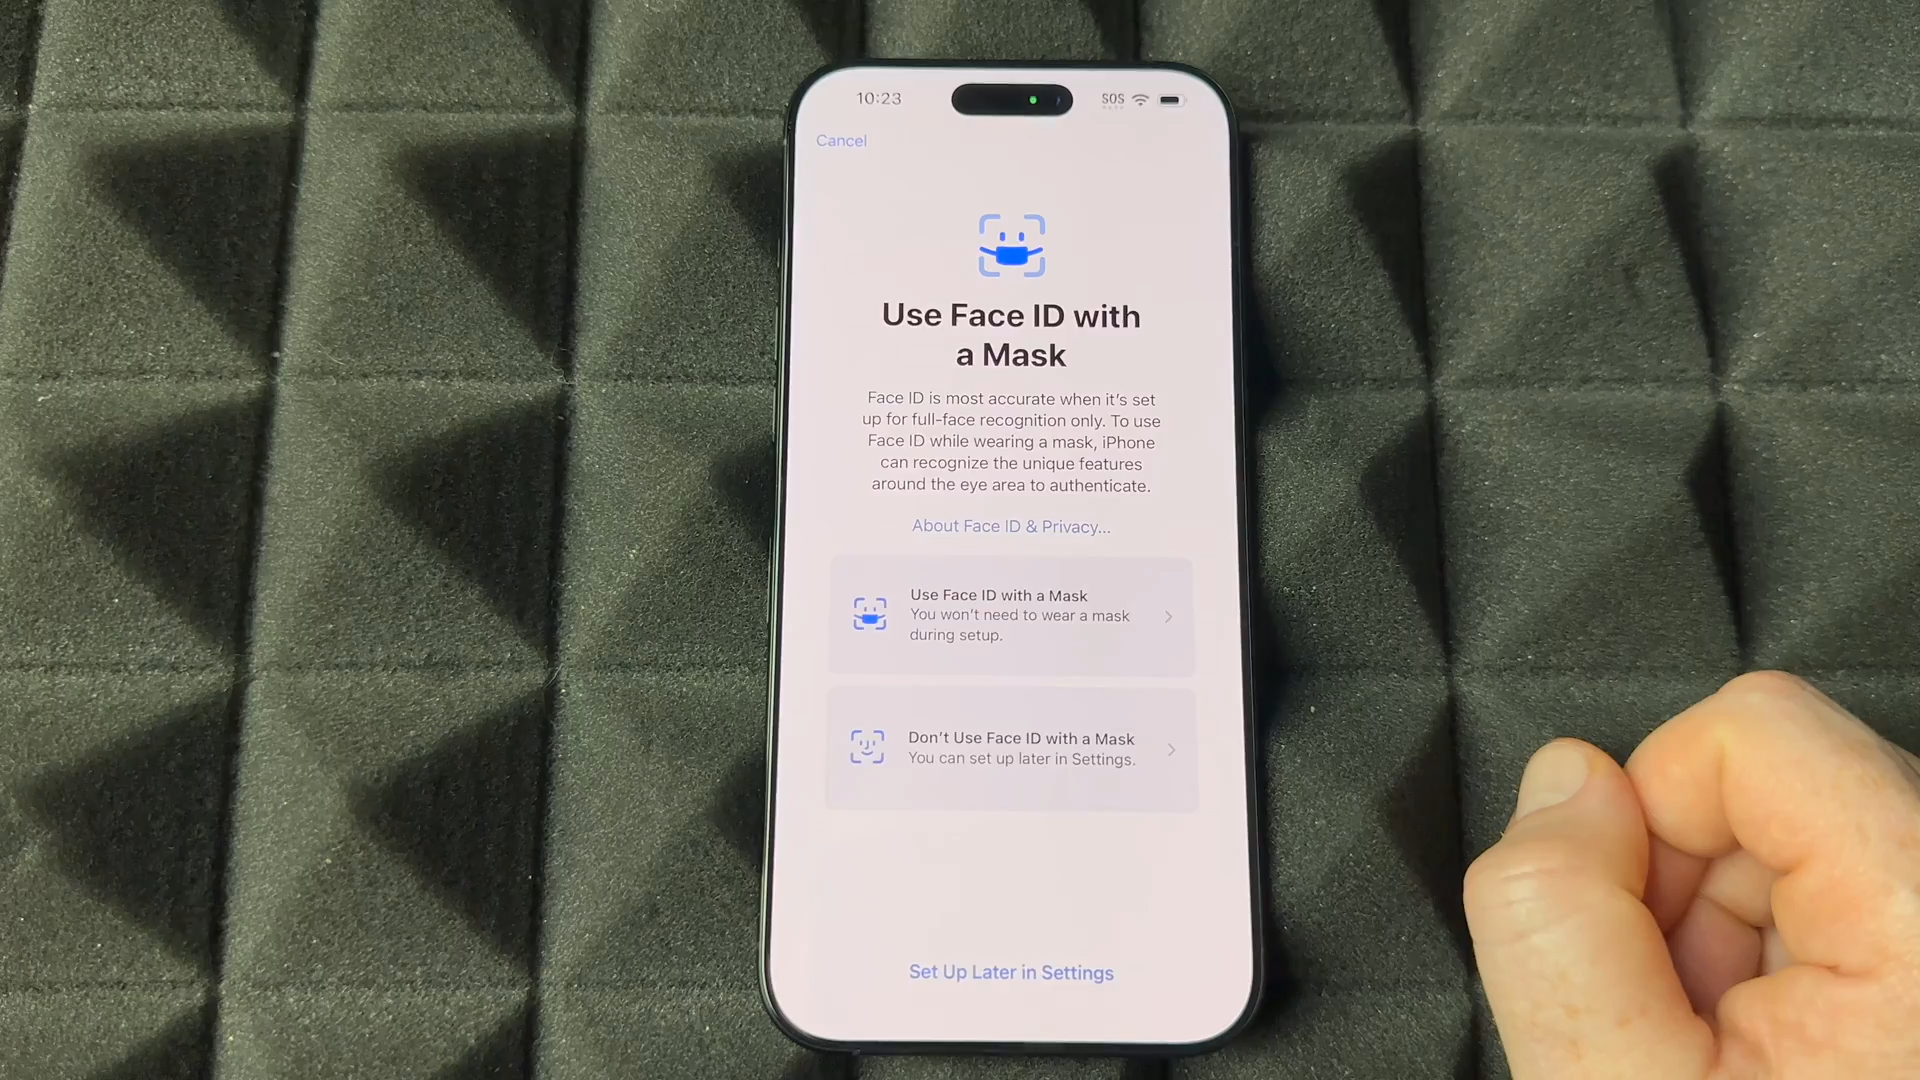 10:23
SOS
Cancel
Use Face ID with
a Mask
Face ID is most accurate when it's set
up for full-face recognition only. To use
Face ID while wearing a mask, iPhone
can recognize the unique features
around the eye area to authenticate.
About Face ID & Privacy...
Use Face ID with a Mask
You won't need to wear a mask
during setup.
Don't Use Face ID with a Mask
You can set up later in Settings.
Set Up Later in Settings